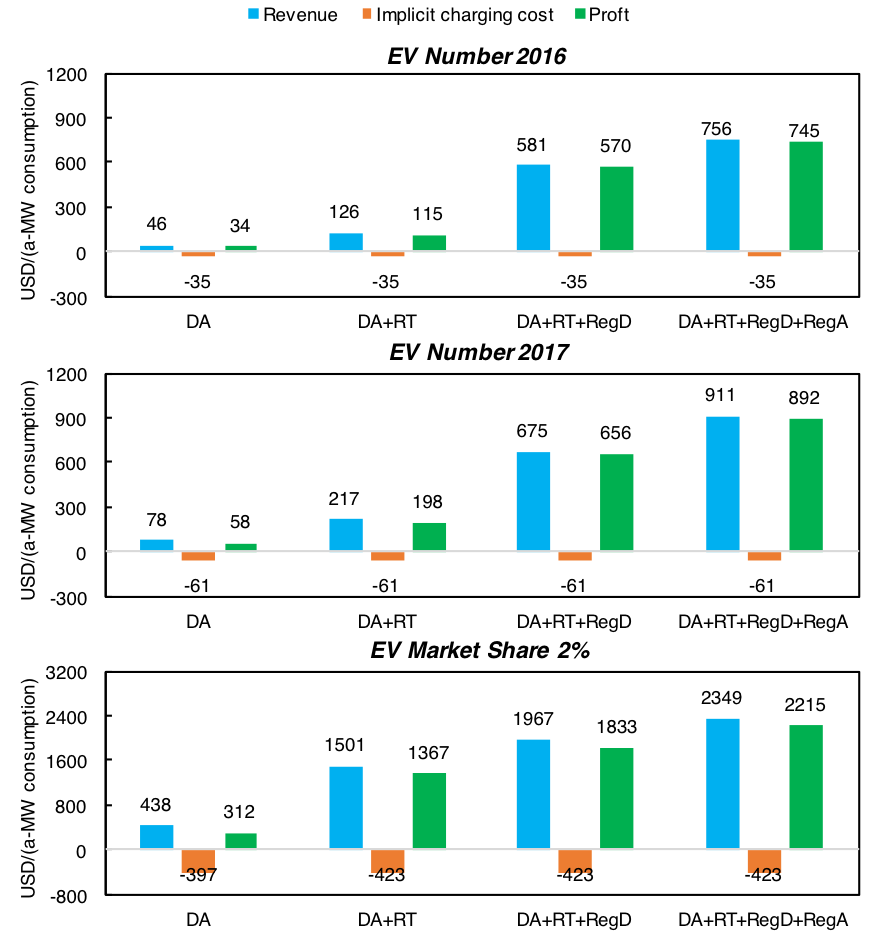 Revenue Implicit charging cost Proft
EV Number 2016
USD/(a-MW consumption)
1200
900
600
300
0
-300
46
34
-35
126
115
-35
581
570
-35
756
745
-35
DA
DA+RT
DA+RT+RegD
DA+RT+RegD+RegA
EV Number 2017
USD/(a-MW consumption)
1200
900
600
300
0
-300
78
58
-61
217
198
-61
675
656
-61
911
892
-61
DA
DA+RT
DA+RT+RegD
DA+RT+RegD+RegA
EV Market Share 2%
USD/(a-MW consumption)
3200
2400
1600
800
0
-800
438
312
-397
1501
1367
-423
1967
1833
-423
2349
2215
-423
DA
DA+RT
DA+RT+RegD
DA+RT+RegD+RegA